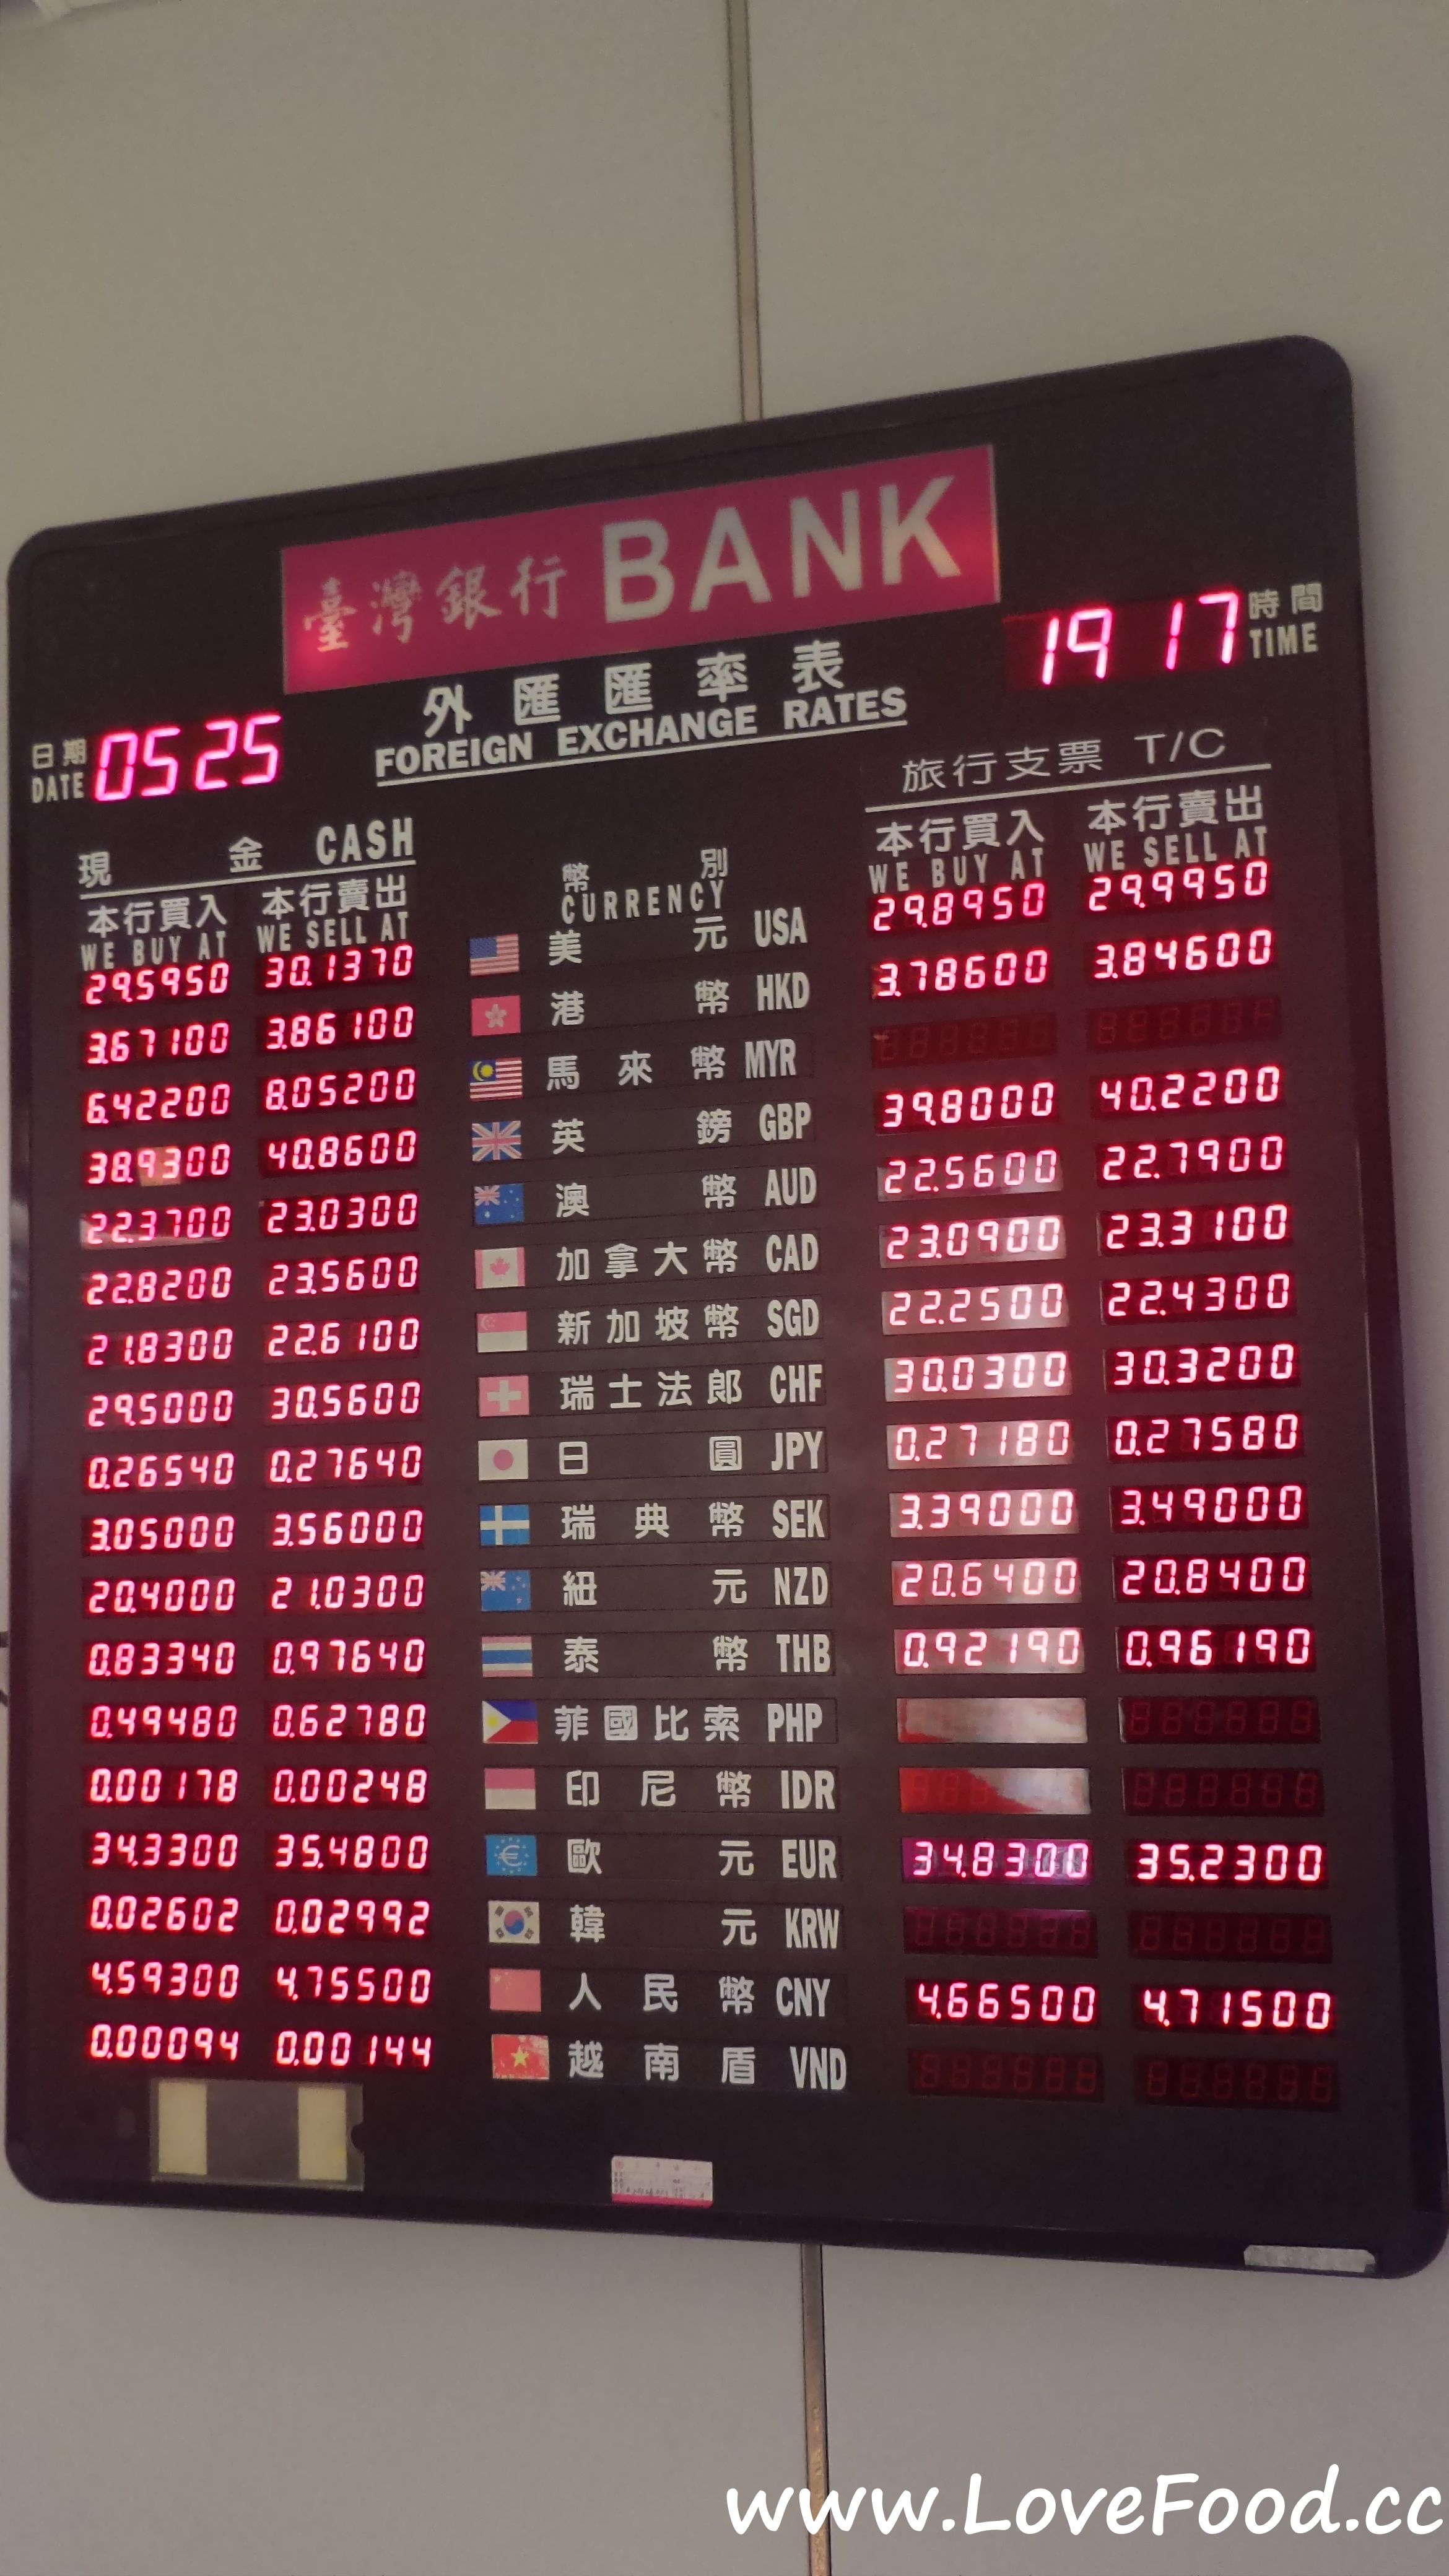 臺灣銀行 BANK
外匯匯率表
FOREIGN EXCHANGE RATES
19 17 時間 TIME
日期 DATE 05 25
現金 CASH
旅行支票 T/C
本行買入 本行賣出 幣別 本行買入 本行賣出
WE BUY AT WE SELL AT CURRENCY WE BUY AT WE SELL AT
29.5950 30.1370 美元 USA 29.8950 29.9950
3.67100 3.86100 港幣 HKD 3.78600 3.84600
6.42200 8.05200 馬來幣 MYR
38.9300 40.8600 英鎊 GBP 39.8000 40.2200
22.3700 23.0300 澳幣 AUD 22.5600 22.7900
22.8200 23.5600 加拿大幣 CAD 23.0900 23.3100
21.8300 22.6100 新加坡幣 SGD 22.2500 22.4300
29.5000 30.5600 瑞士法郎 CHF 30.0300 30.3200
0.26540 0.27640 日圓 JPY 0.27180 0.27580
3.05000 3.56000 瑞典幣 SEK 3.39000 3.49000
20.4000 21.0300 紐元 NZD 20.6400 20.8400
0.83340 0.97640 泰幣 THB 0.92190 0.96190
0.49480 0.62780 菲國比索 PHP
0.00178 0.00248 印尼幣 IDR
34.3300 35.4800 歐元 EUR 34.8300 35.2300
0.02602 0.02992 韓元 KRW
4.59300 4.75500 人民幣 CNY 4.66500 4.71500
0.00094 0.00144 越南盾 VND
www.LoveFood.cc